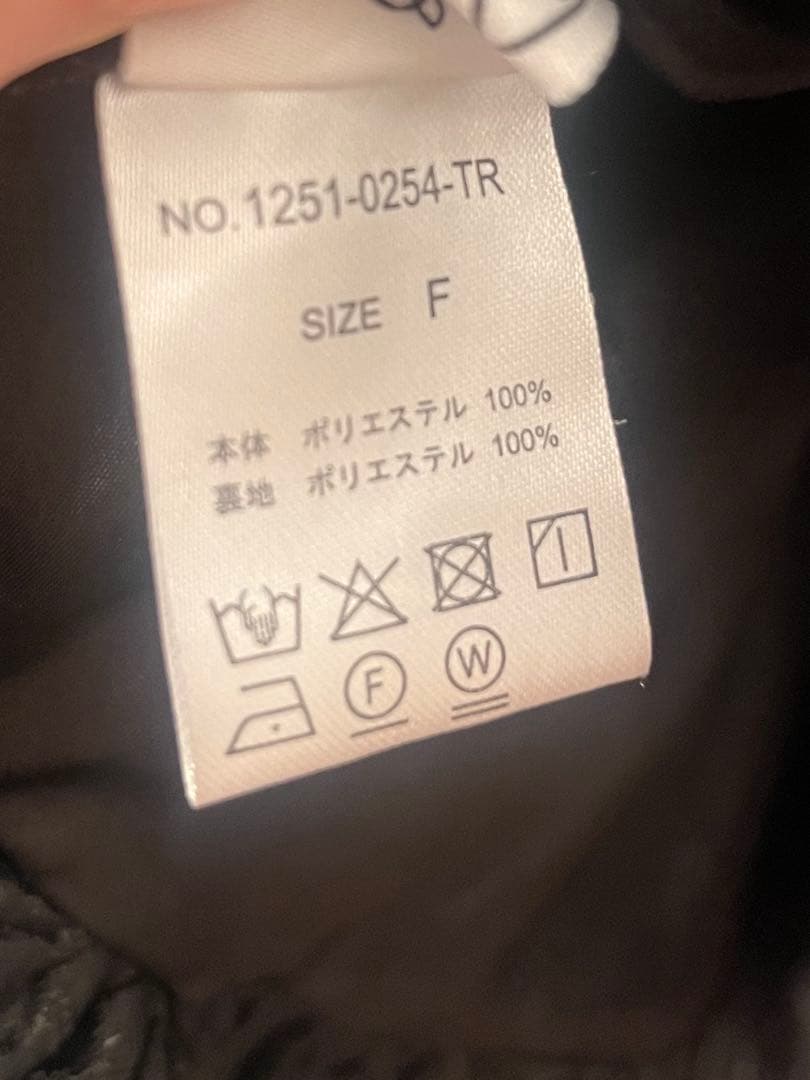 NO.1251-0254-TR
SIZE F
本体 ポリエステル 100%
裏地 ポリエステル 100%
F
W